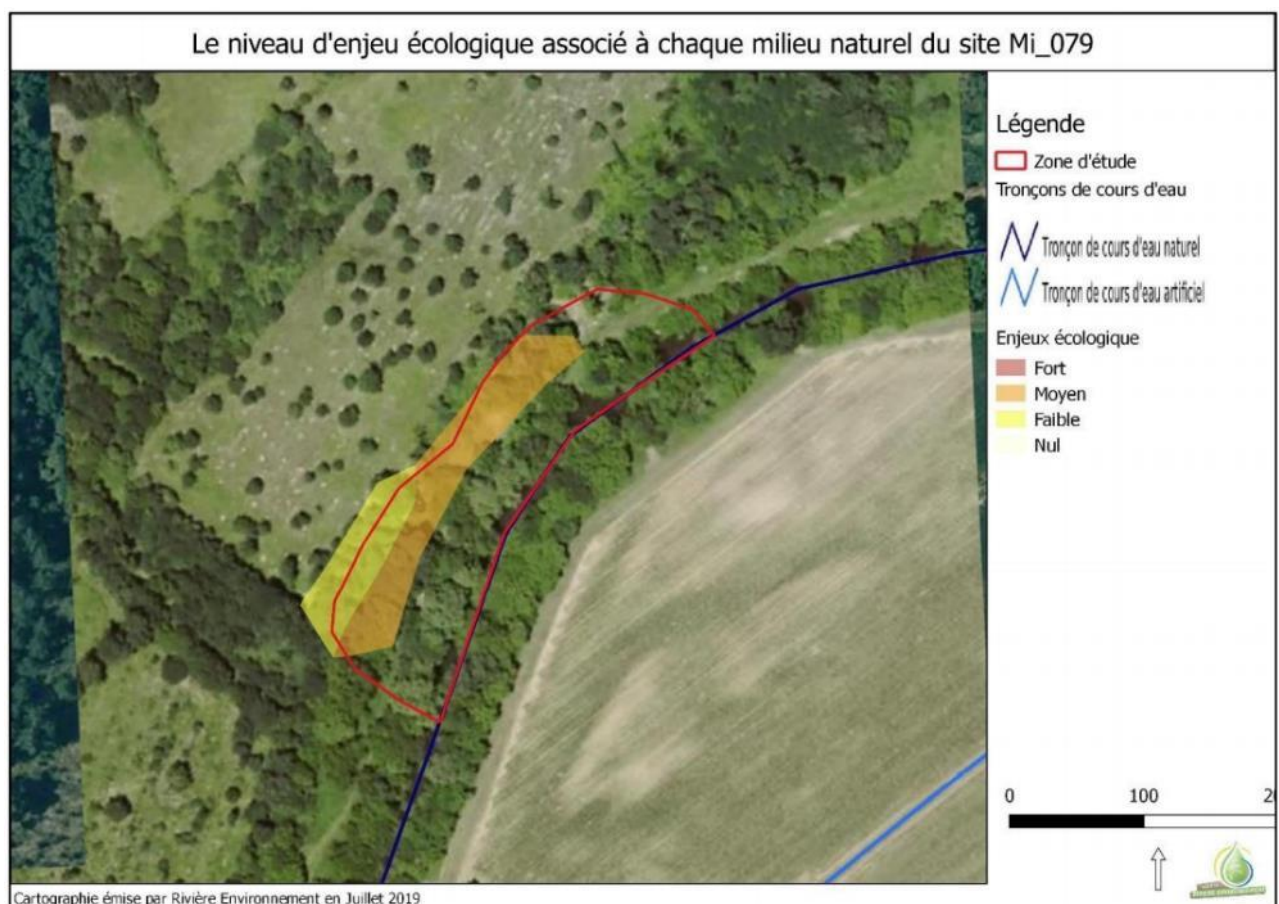 Le niveau d'enjeu écologique associé à chaque milieu naturel du site Mi_079
Légende
Zone d'étude
Tronçons de cours d'eau
Tronçon de cours d'eau naturel
Tronçon de cours d'eau artificiel
Enjeux écologique
Fort
Moyen
Faible
Nul
0 100 2
Cartographie émise par Rivière Environnement en Juillet 2019